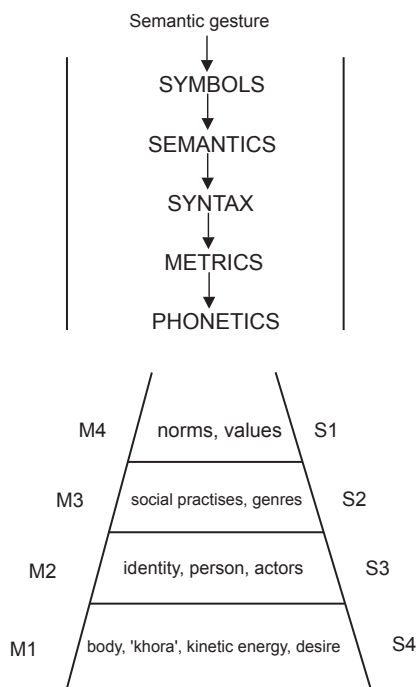 Semantic gesture
SYMBOLS
SEMANTICS
SYNTAX
METRICS
PHONETICS
M4 norms, values S1
M3 social practises, genres S2
M2 identity, person, actors S3
M1 body, 'khora', kinetic energy, desire S4